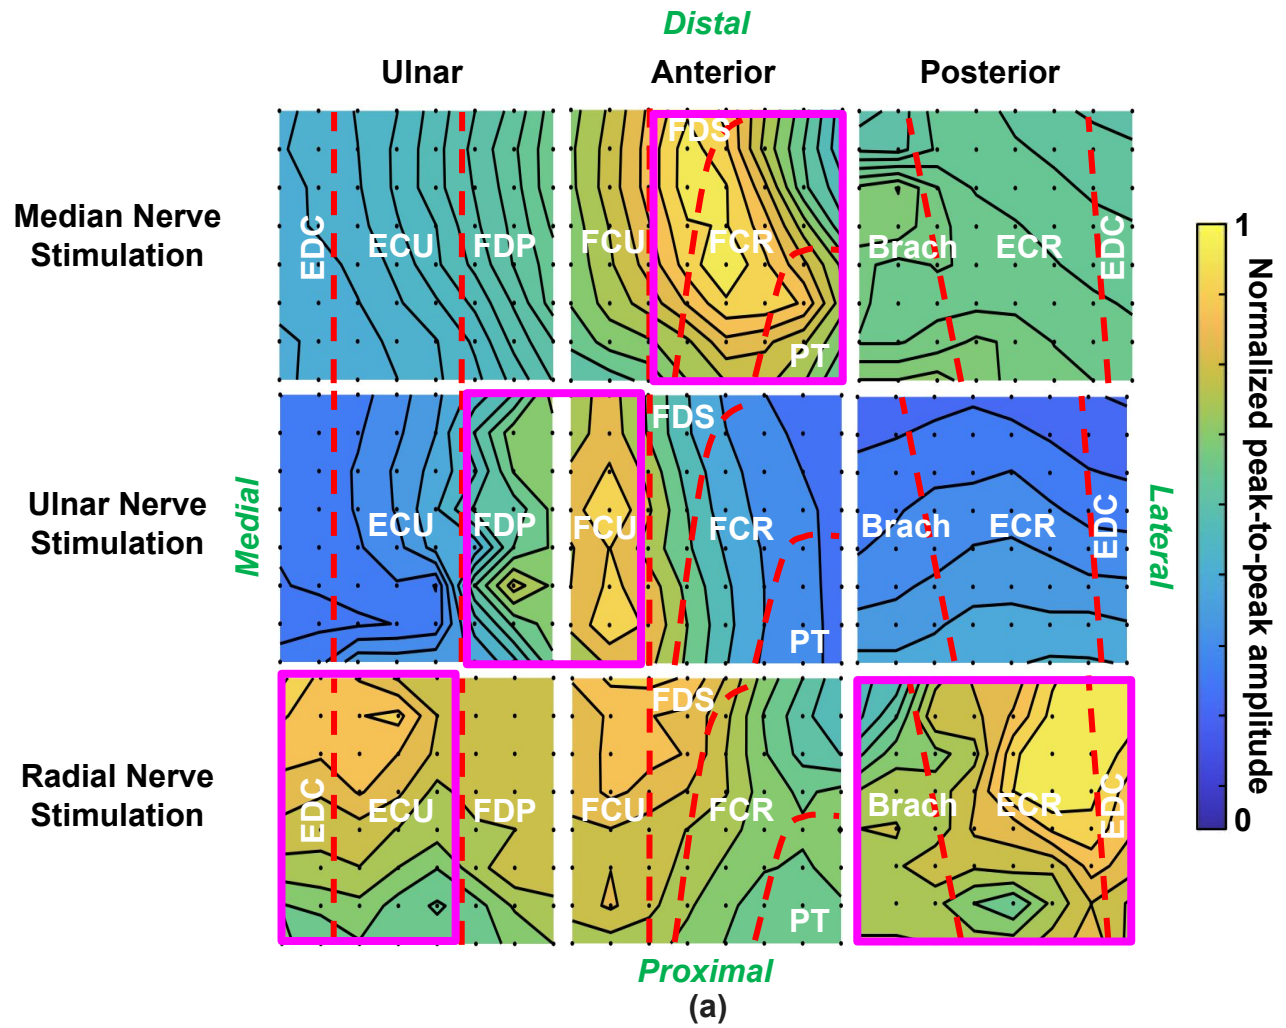 Distal
Ulnar Anterior Posterior
Median Nerve
Stimulation
EDC ECU FDP FCU FDS FCR PT Brach ECR EDC
1
Normalized peak-to-peak amplitude
0
Medial
Ulnar Nerve
Stimulation
ECU FDP FCU FDS FCR PT Brach ECR EDC
Lateral
Radial Nerve
Stimulation
EDC ECU FDP FCU FDS FCR PT Brach ECR EDC
Proximal
(a)